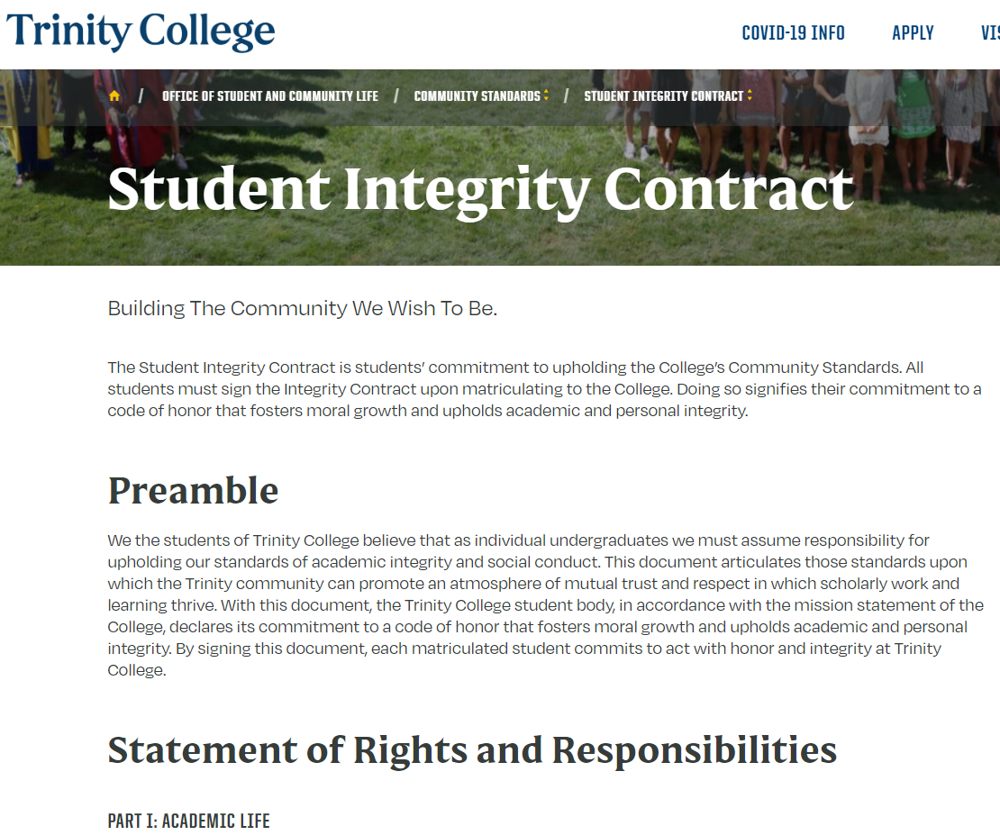 Trinity College
COVID-19 INFO APPLY
/ OFFICE OF STUDENT AND COMMUNITY LIFE / COMMUNITY STANDARDS / STUDENT INTEGRITY CONTRACT
Student Integrity Contract
Building The Community We Wish To Be.
The Student Integrity Contract is students’ commitment to upholding the College’s Community Standards. All
students must sign the Integrity Contract upon matriculating to the College. Doing so signifies their commitment to a
code of honor that fosters moral growth and upholds academic and personal integrity.
Preamble
We the students of Trinity College believe that as individual undergraduates we must assume responsibility for
upholding our standards of academic integrity and social conduct. This document articulates those standards upon
which the Trinity community can promote an atmosphere of mutual trust and respect in which scholarly work and
learning thrive. With this document, the Trinity College student body, in accordance with the mission statement of the
College, declares its commitment to a code of honor that fosters moral growth and upholds academic and personal
integrity. By signing this document, each matriculated student commits to act with honor and integrity at Trinity
College.
Statement of Rights and Responsibilities
PART I: ACADEMIC LIFE